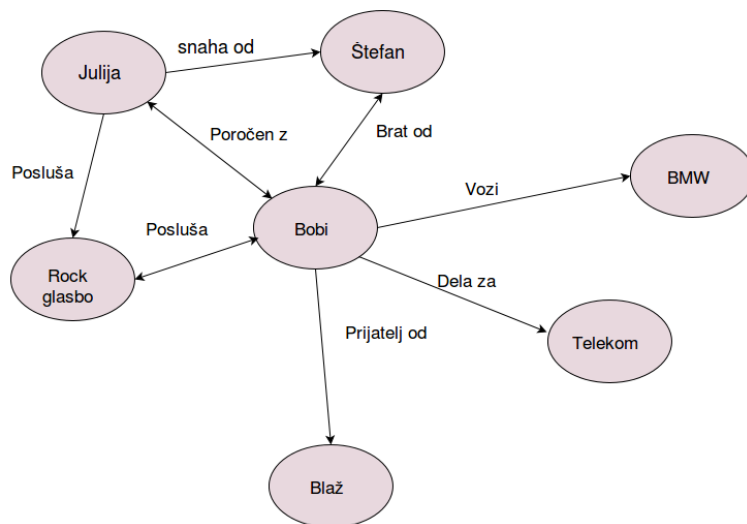 snaha od
Štefan
Julija
Poročen z
Brat od
Posluša
BMW
Vozi
Posluša
Bobi
Rock
glasbo
Dela za
Prijatelj od
Telekom
Blaž